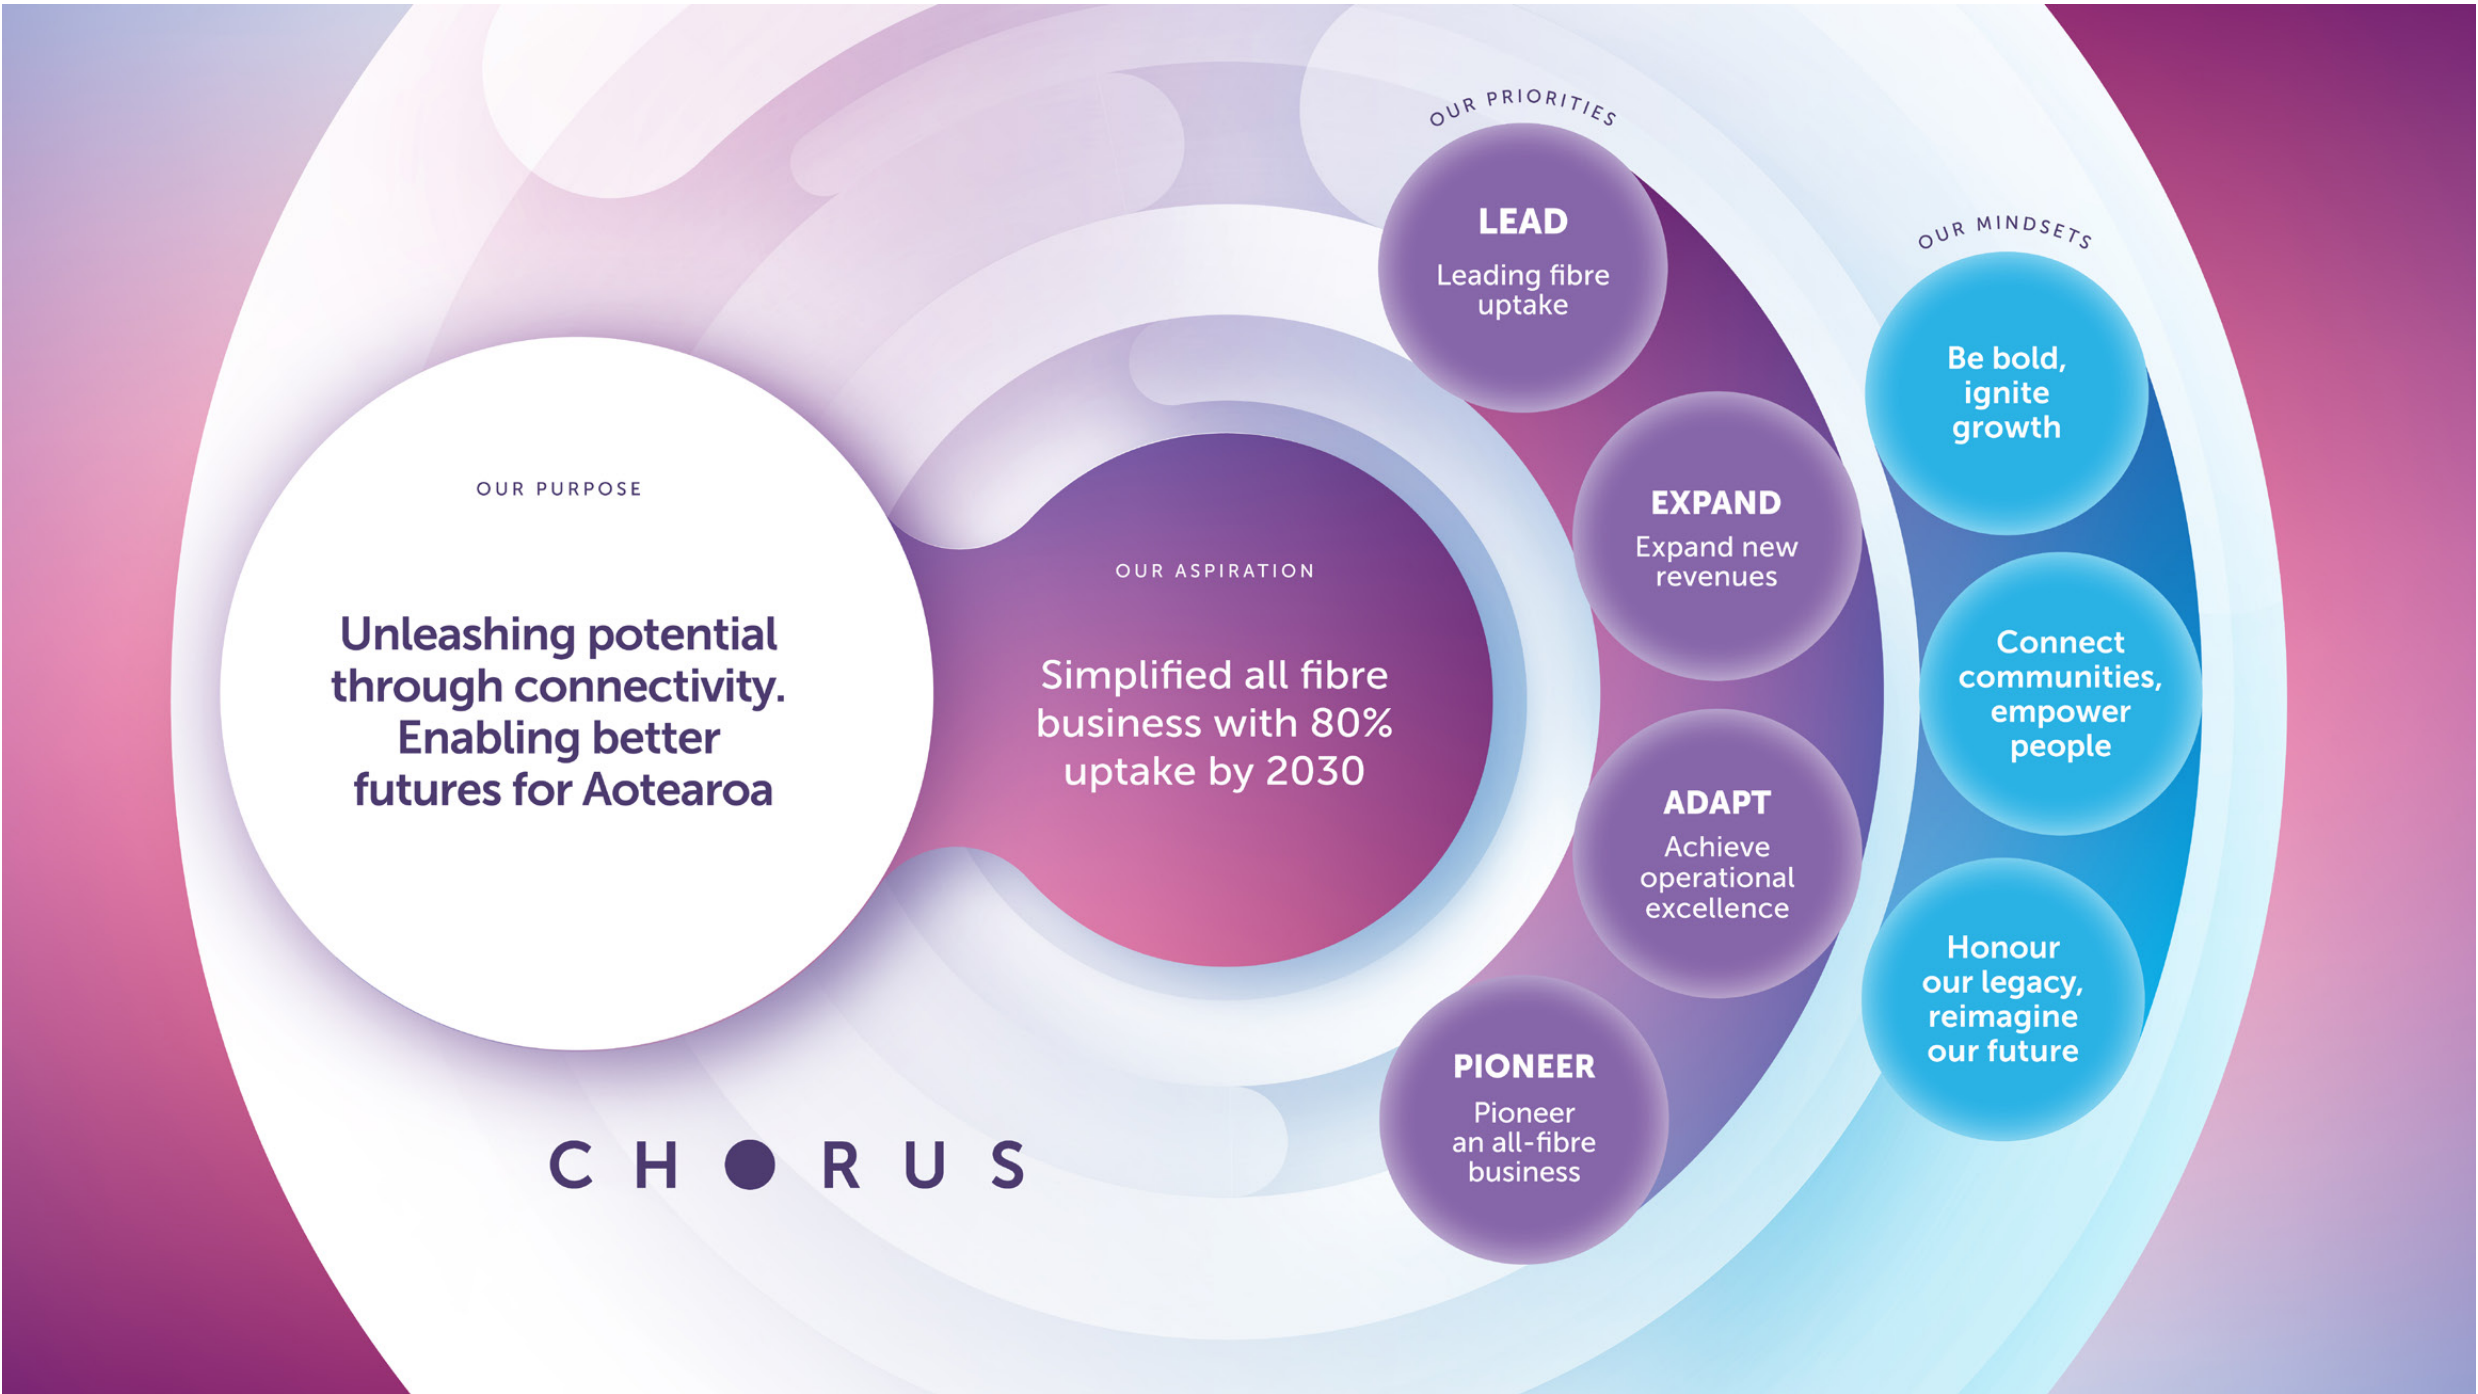 OUR PURPOSE
Unleashing potential
through connectivity.
Enabling better
futures for Aotearoa
OUR ASPIRATION
Simplified all fibre
business with 80%
uptake by 2030
OUR PRIORITIES
LEAD
Leading fibre
uptake
EXPAND
Expand new
revenues
ADAPT
Achieve
operational
excellence
PIONEER
Pioneer
an all-fibre
business
OUR MINDSETS
Be bold,
ignite
growth
Connect
communities,
empower
people
Honour
our legacy,
reimagine
our future
CHORUS